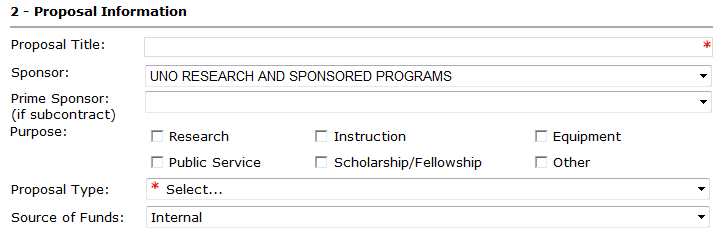 2 - Proposal Information
Proposal Title: *
Sponsor: UNO RESEARCH AND SPONSORED PROGRAMS
Prime Sponsor:
(if subcontract)
Purpose: Research Instruction Equipment
Public Service Scholarship/Fellowship Other
Proposal Type: * Select...
Source of Funds: Internal